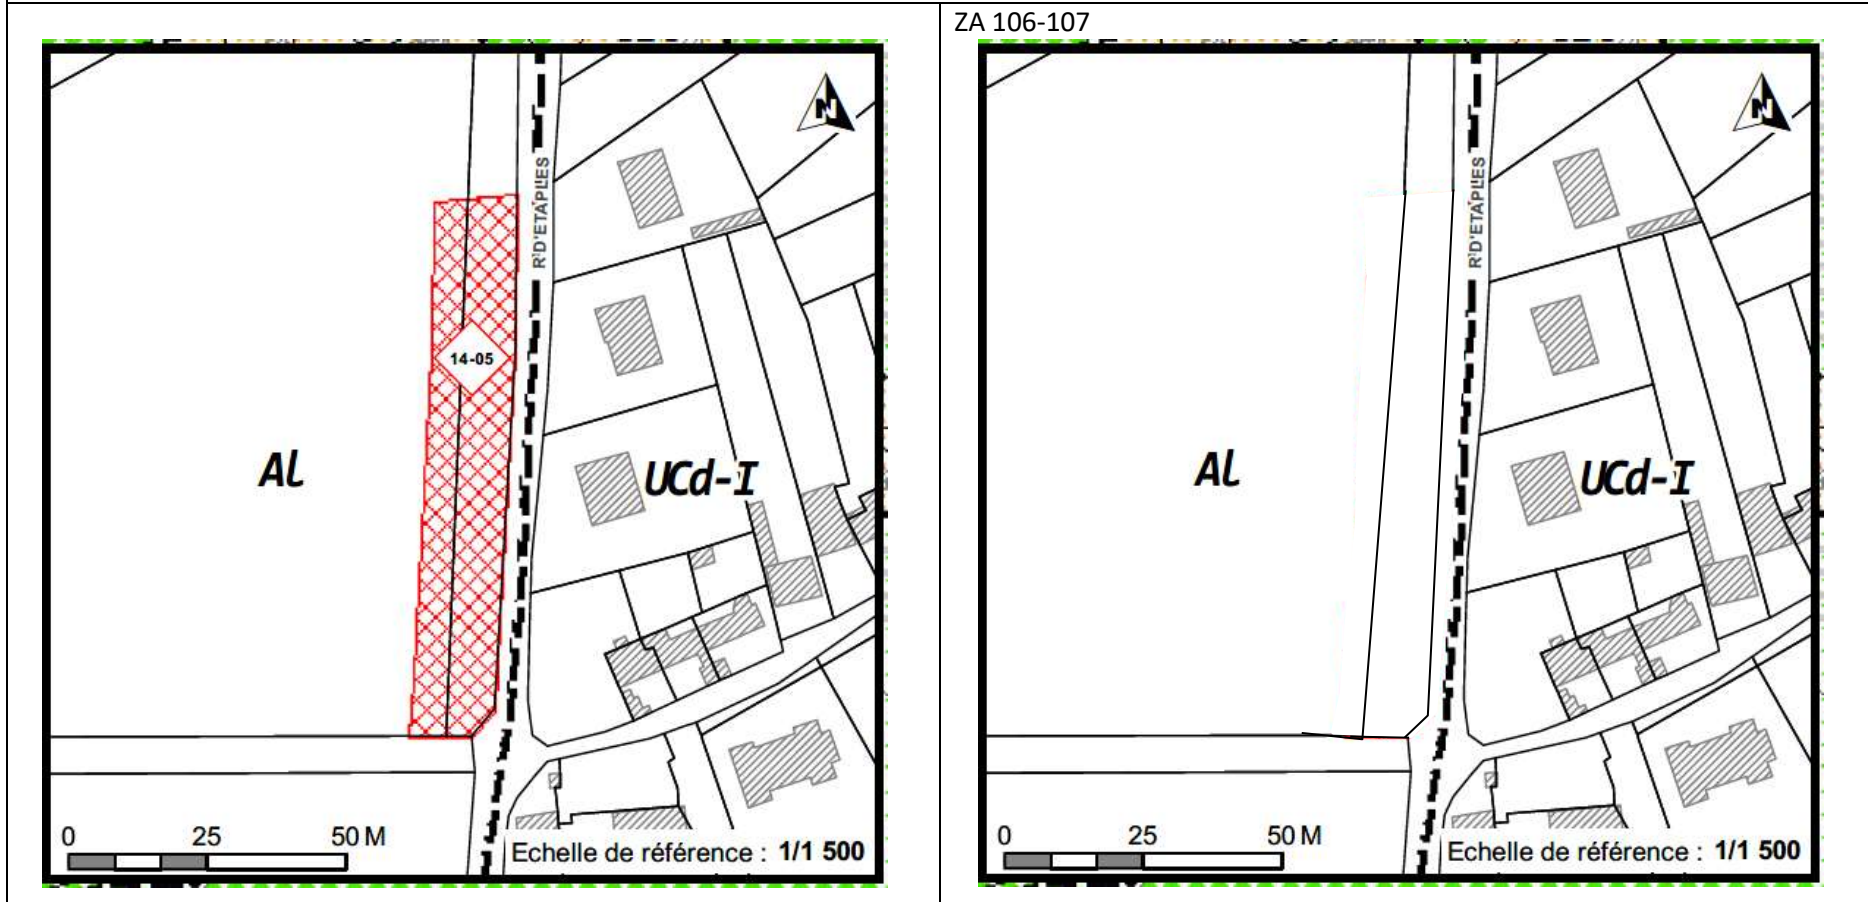 ZA 106-107
N
R D'ETAPLES
14-05
Al
UCd-I
0 25 50 M
Echelle de référence : 1/1 500
N
R D'ETAPLES
Al
UCd-I
0 25 50 M
Echelle de référence : 1/1 500